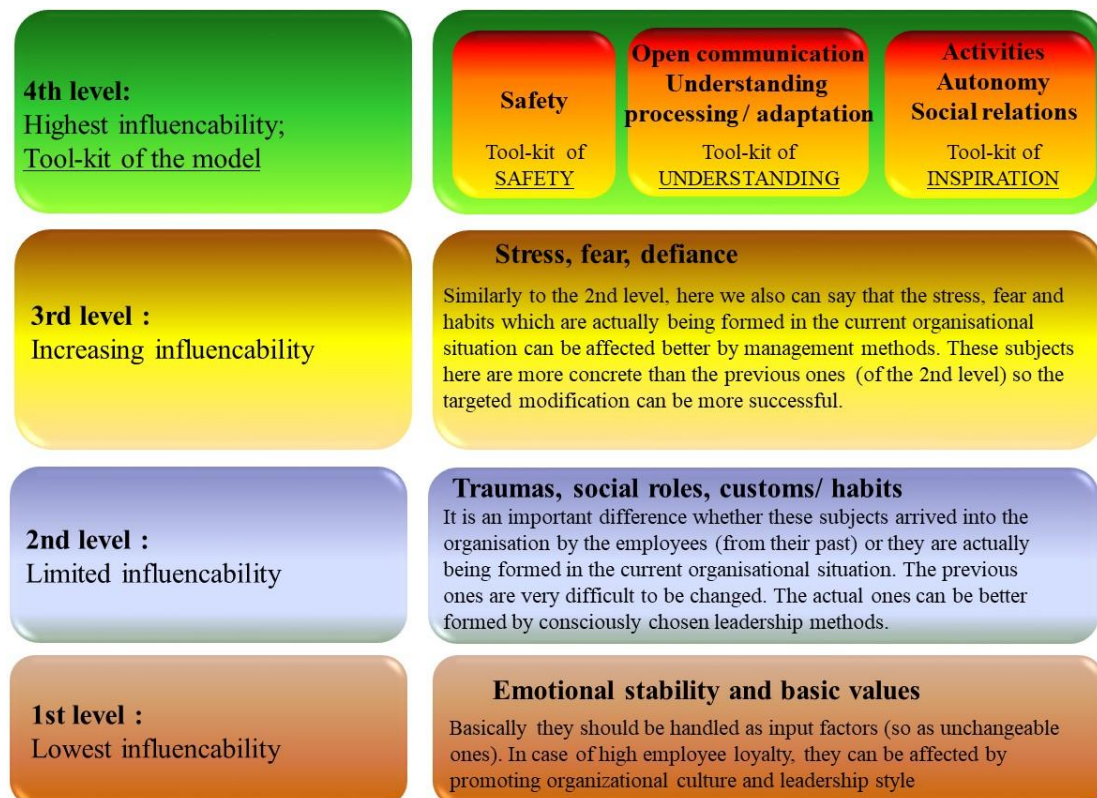 4th level:
Highest influencability;
Tool-kit of the model
Safety
Tool-kit of
SAFETY
Open communication
Understanding
processing / adaptation
Tool-kit of
UNDERSTANDING
Activities
Autonomy
Social relations
Tool-kit of
INSPIRATION
3rd level :
Increasing influencability
Stress, fear, defiance
Similarly to the 2nd level, here we also can say that the stress, fear and
habits which are actually being formed in the current organisational
situation can be affected better by management methods. These subjects
here are more concrete than the previous ones (of the 2nd level) so the
targeted modification can be more successful.
2nd level :
Limited influencability
Traumas, social roles, customs/ habits
It is an important difference whether these subjects arrived into the
organisation by the employees (from their past) or they are actually
being formed in the current organisational situation. The previous
ones are very difficult to be changed. The actual ones can be better
formed by consciously chosen leadership methods.
1st level :
Lowest influencability
Emotional stability and basic values
Basically they should be handled as input factors (so as unchangeable
ones). In case of high employee loyalty, they can be affected by
promoting organizational culture and leadership style